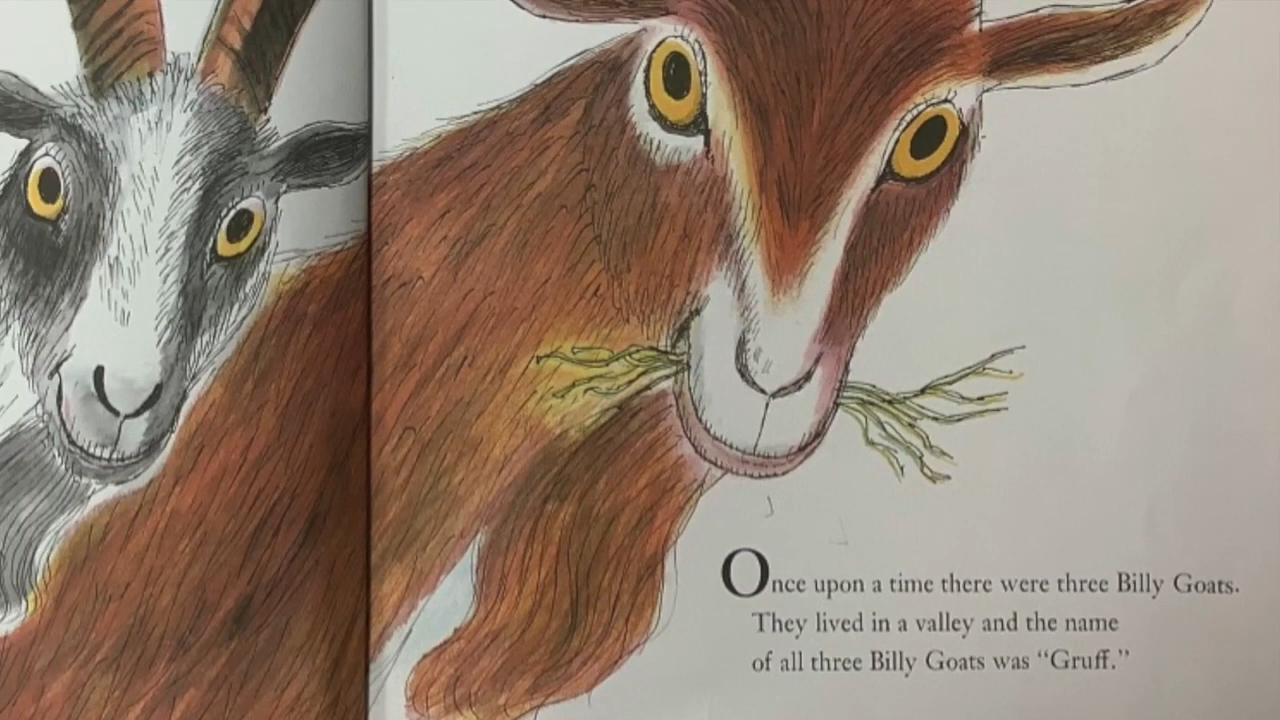 Once upon a time there were three Billy Goats.
They lived in a valley and the name
of all three Billy Goats was “Gruff.”